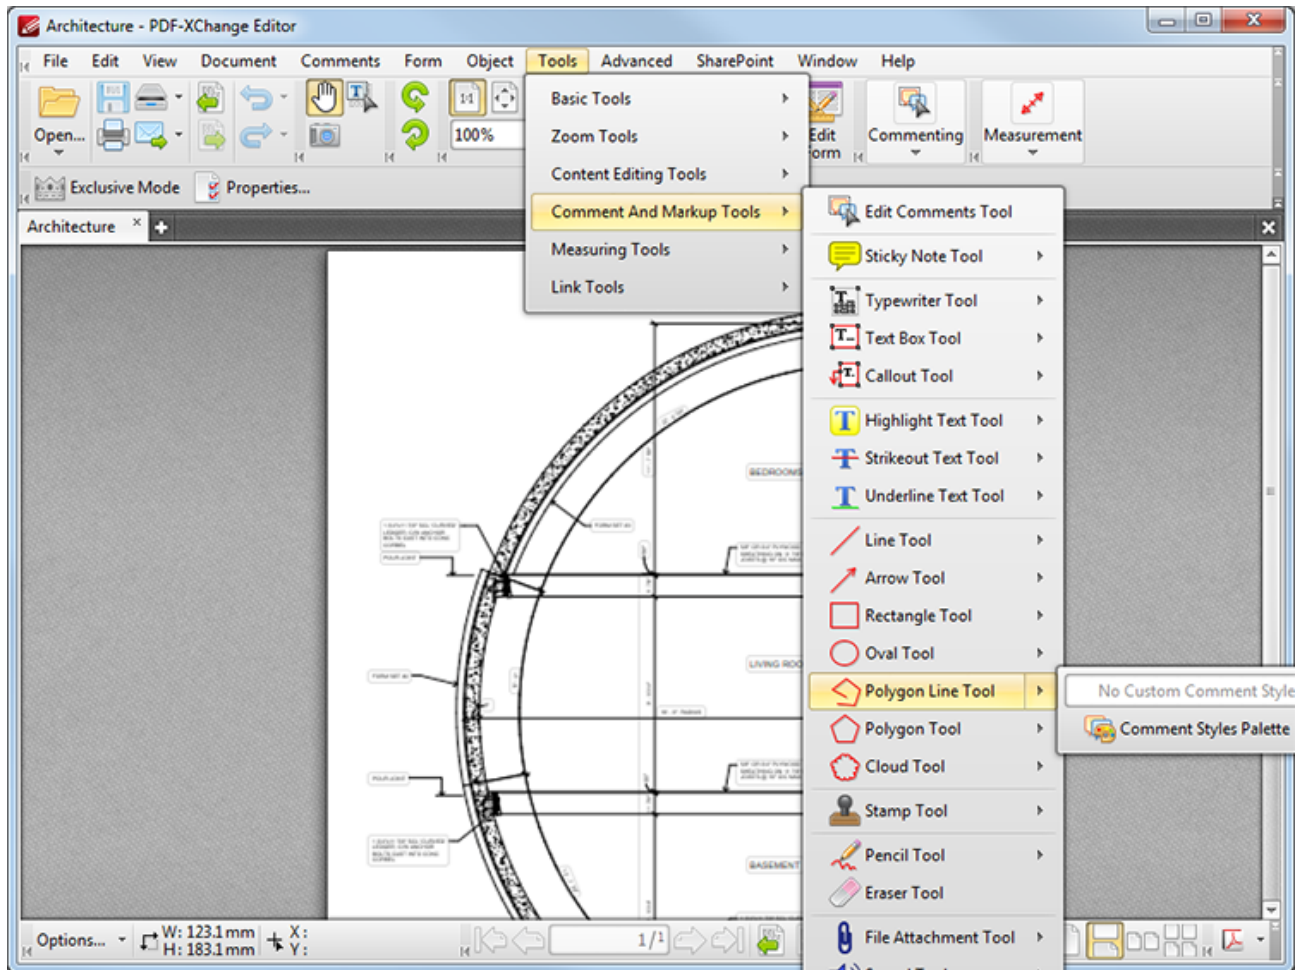 Architecture - PDF-XChange Editor
File Edit View Document Comments Form Object Tools Advanced SharePoint Window Help
Open...
1:1
100%
Edit
Form
Commenting
Measurement
Exclusive Mode Properties...
Architecture
Basic Tools
Zoom Tools
Content Editing Tools
Comment And Markup Tools
Measuring Tools
Link Tools
Edit Comments Tool
Sticky Note Tool
Typewriter Tool
Text Box Tool
Callout Tool
Highlight Text Tool
Strikeout Text Tool
Underline Text Tool
Line Tool
Arrow Tool
Rectangle Tool
Oval Tool
Polygon Line Tool
Polygon Tool
Cloud Tool
Stamp Tool
Pencil Tool
Eraser Tool
File Attachment Tool
No Custom Comment Style
Comment Styles Palette
BEDROOMS
LIVING ROO
BASEMENT
Options...
W: 123.1 mm
H: 183.1 mm
X:
Y:
1/1